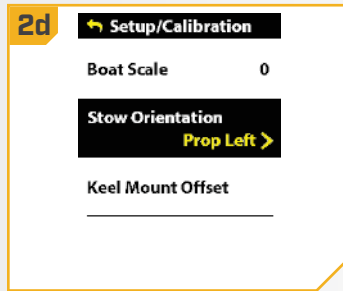 2d
Setup/Calibration
Boat Scale 0
Stow Orientation
Prop Left >
Keel Mount Offset